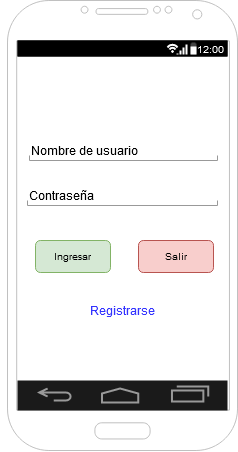 12:00
Nombre de usuario
Contraseña
Ingresar
Salir
Registrarse